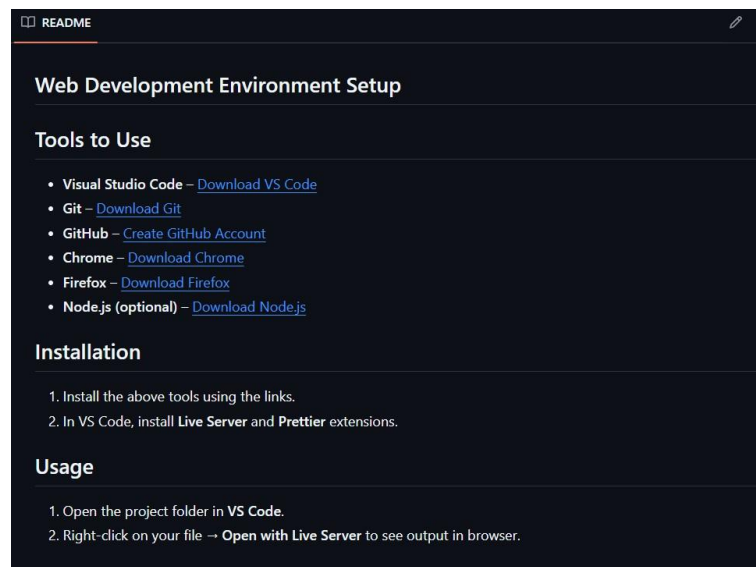 README
Web Development Environment Setup
Tools to Use
• Visual Studio Code – Download VS Code
• Git – Download Git
• GitHub – Create GitHub Account
• Chrome – Download Chrome
• Firefox – Download Firefox
• Node.js (optional) – Download Node.js
Installation
1. Install the above tools using the links.
2. In VS Code, install Live Server and Prettier extensions.
Usage
1. Open the project folder in VS Code.
2. Right-click on your file → Open with Live Server to see output in browser.